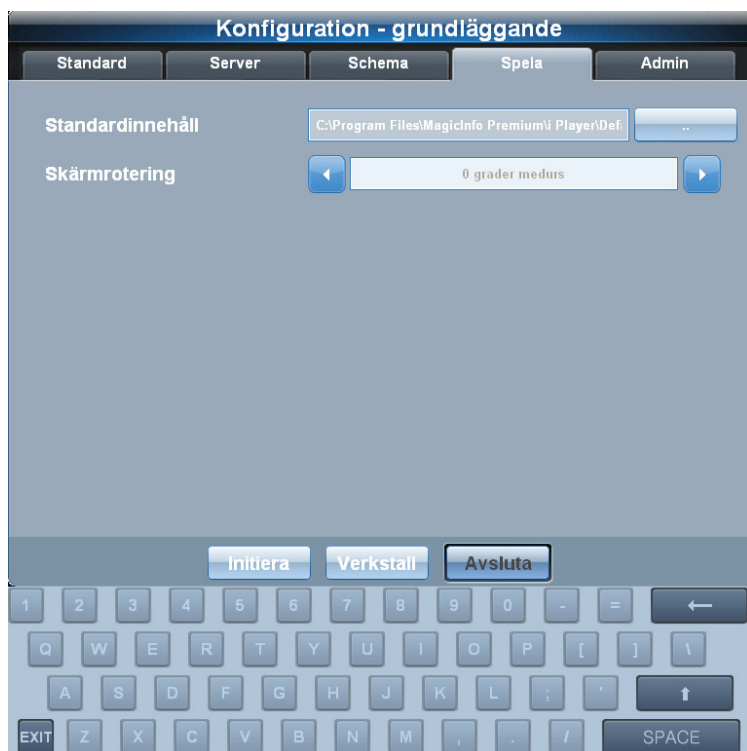 Konfiguration - grundläggande
Standard Server Schema Spela Admin
Standardinnehåll C:\Program Files\MagicInfo Premium\i Player\Def ..
Skärmrotering 0 grader medurs
Initiera Verkställ Avsluta
1 2 3 4 5 6 7 8 9 0 - = ←
Q W E R T Y U I O P [ ] \
A S D F G H J K L ; '
EXIT Z X C V B N M , . / SPACE